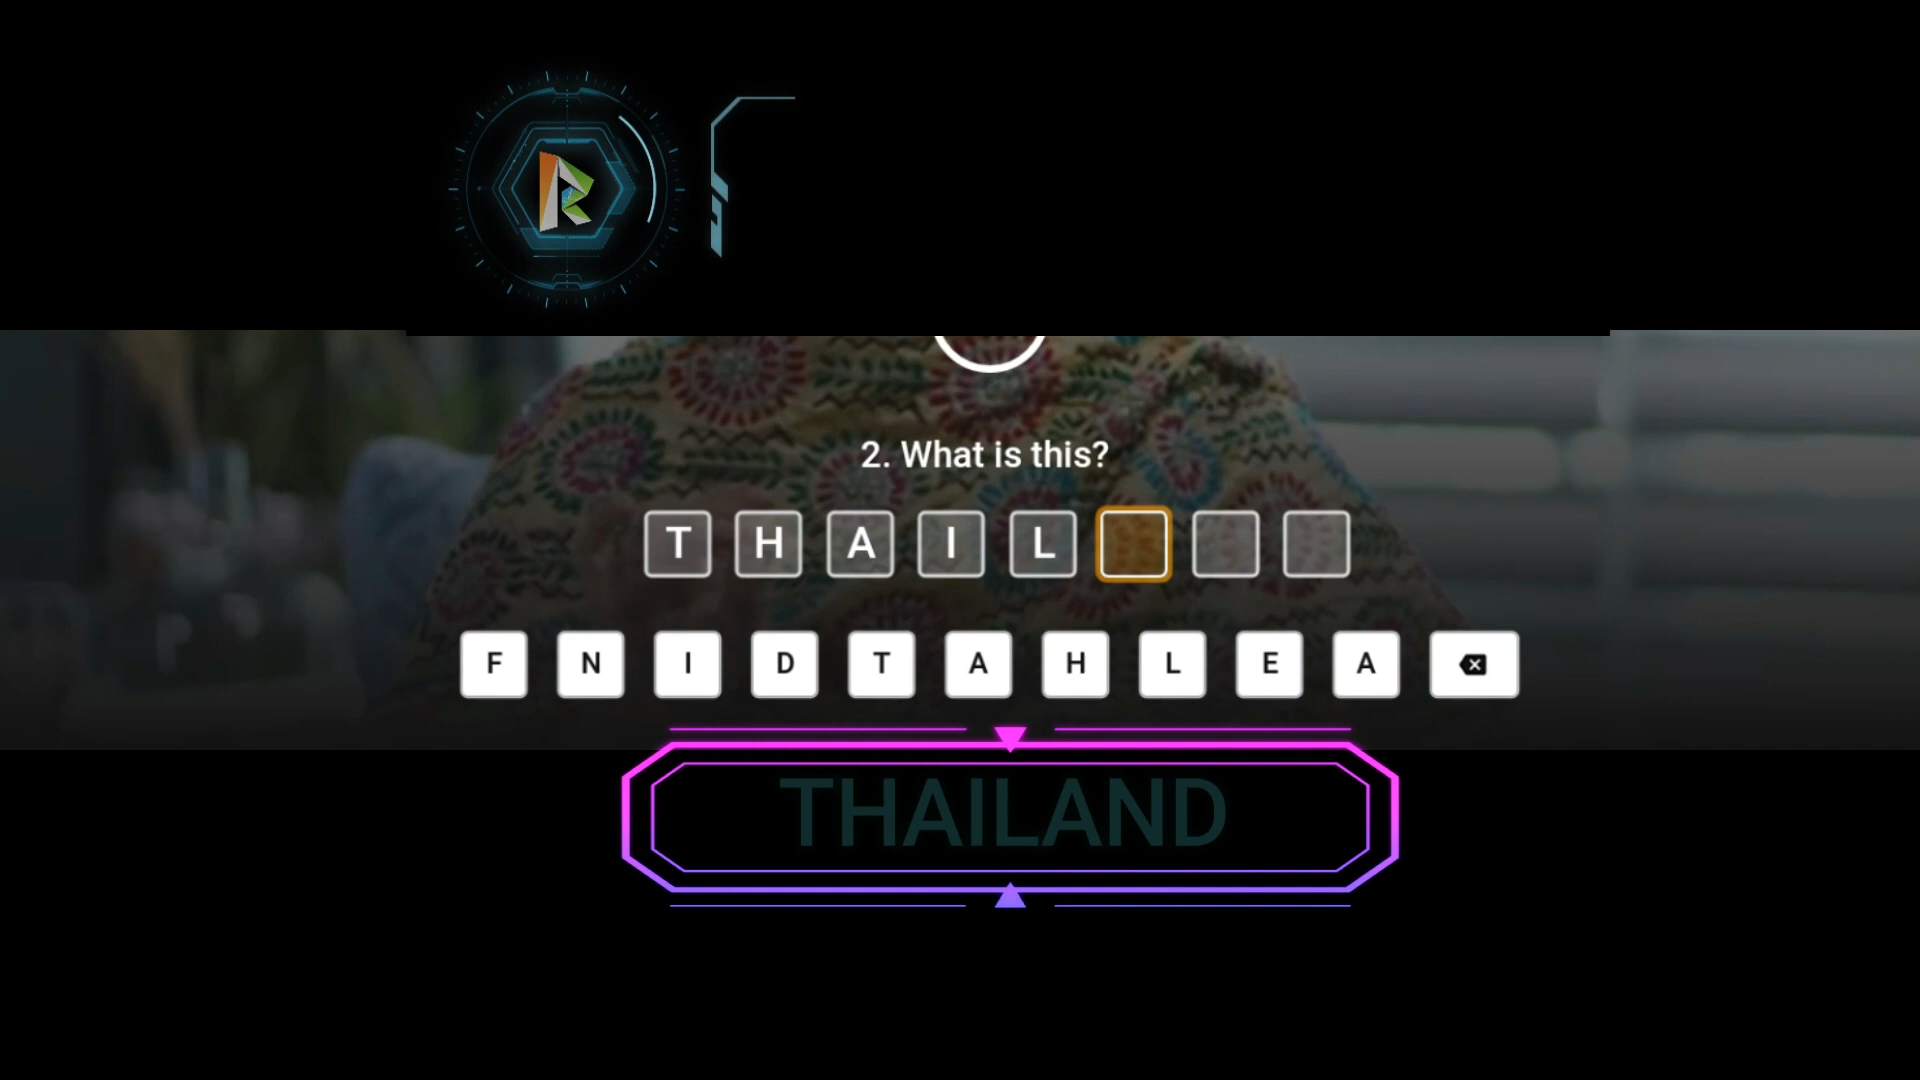 2. What is this?
T H A I L
F N I D T A H L E A
THAILAND